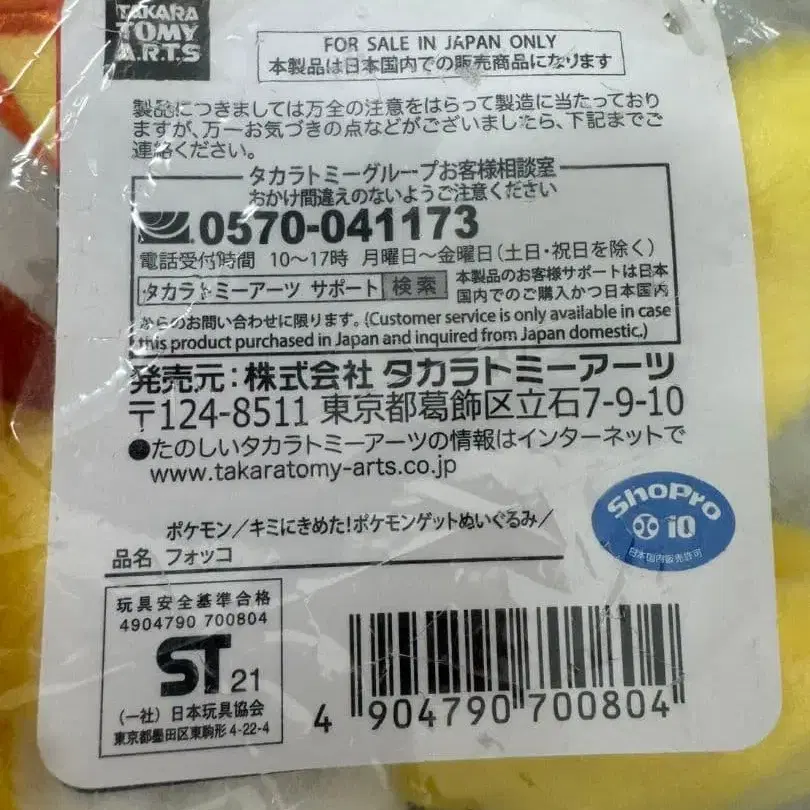 TAKARA
TOMY
A.R.T.S
FOR SALE IN JAPAN ONLY
本製品は日本国内での販売商品になります
製品につきましては万全の注意をはらって製造に当たっており
ますが、万一お気づきの点などがございましたら、下記までご
連絡ください。
タカラトミーグループお客様相談室
おかけ間違えのないようご注意ください
0570-041173
電話受付時間 10〜17時 月曜日〜金曜日(土日・祝日を除く)
タカラトミーアーツ サポート 検索 本製品のお客様サポートは日本
国内でのご購入かつ日本国内
からのお問い合わせに限ります。(Customer service is only available in case
this product purchased in Japan and inquired from Japan domestic.)
発売元:株式会社 タカラトミーアーツ
〒124-8511 東京都葛飾区立石7-9-10
●たのしいタカラトミーアーツの情報はインターネットで
www.takaratomy-arts.co.jp
ShoPro
10
日本国内販売許可
ポケモン/キミにきめた!ポケモンゲットぬいぐるみ/
品名 フォッコ
玩具安全基準合格
4904790 700804
ST 21
(一社)日本玩具協会
東京都墨田区東駒形4-22-4
4 904790 700804